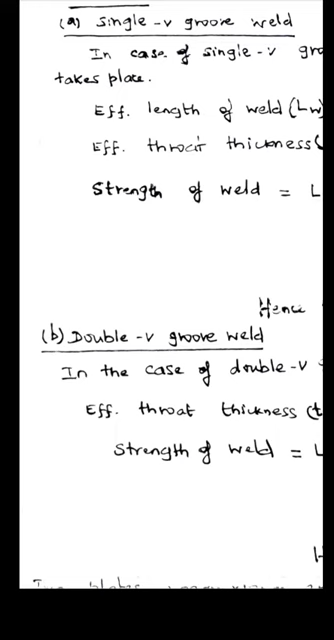 (a) Single-v groove weld
In case of single-v gro
takes place.
Eff. length of weld (Lw)
Eff. throat thickness (
Strength of weld = L
Hence
(b) Double-v groove weld
In the case of double-v
Eff. throat thickness (t
Strength of weld = L
H